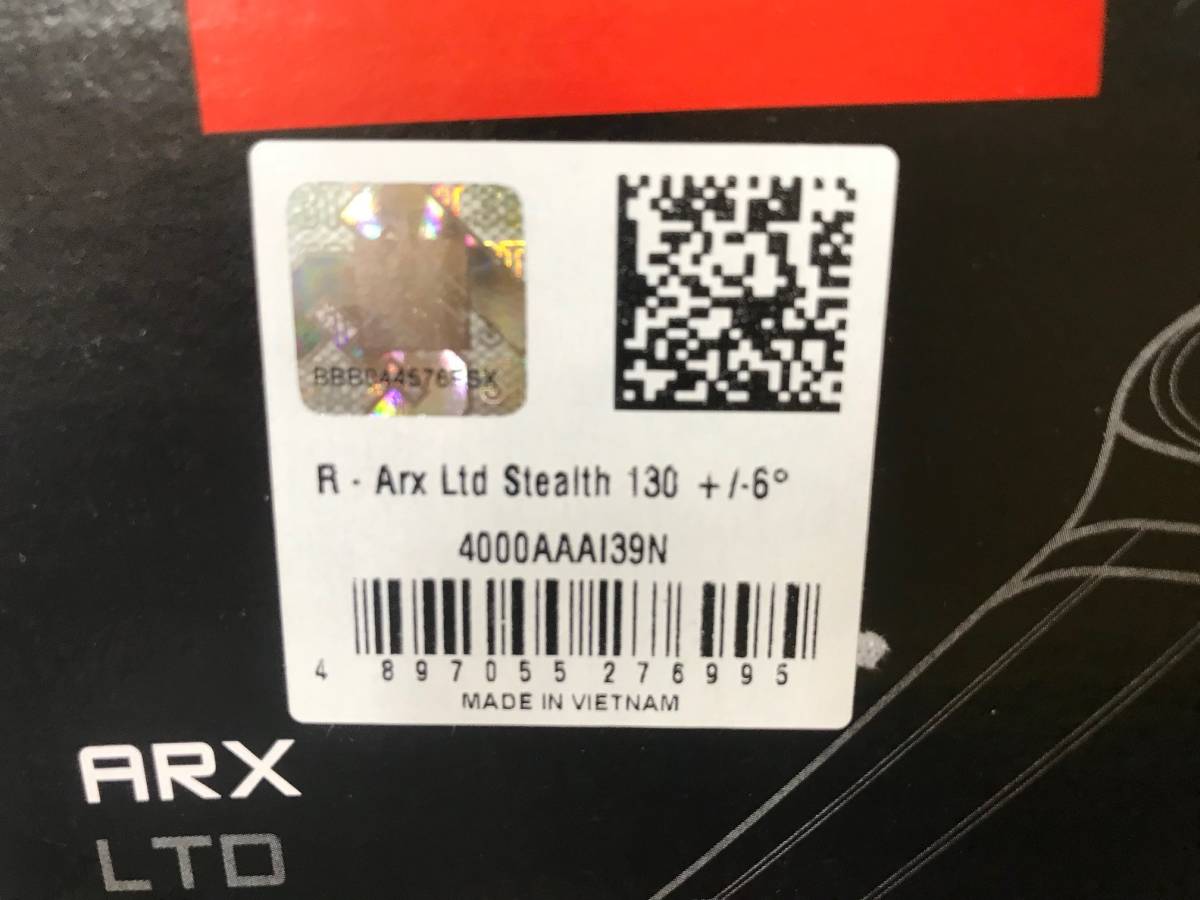 R - Arx Ltd Stealth 130 +/-6°
4000AAAI39N
4 897055 276995
MADE IN VIETNAM
ARX
LTD